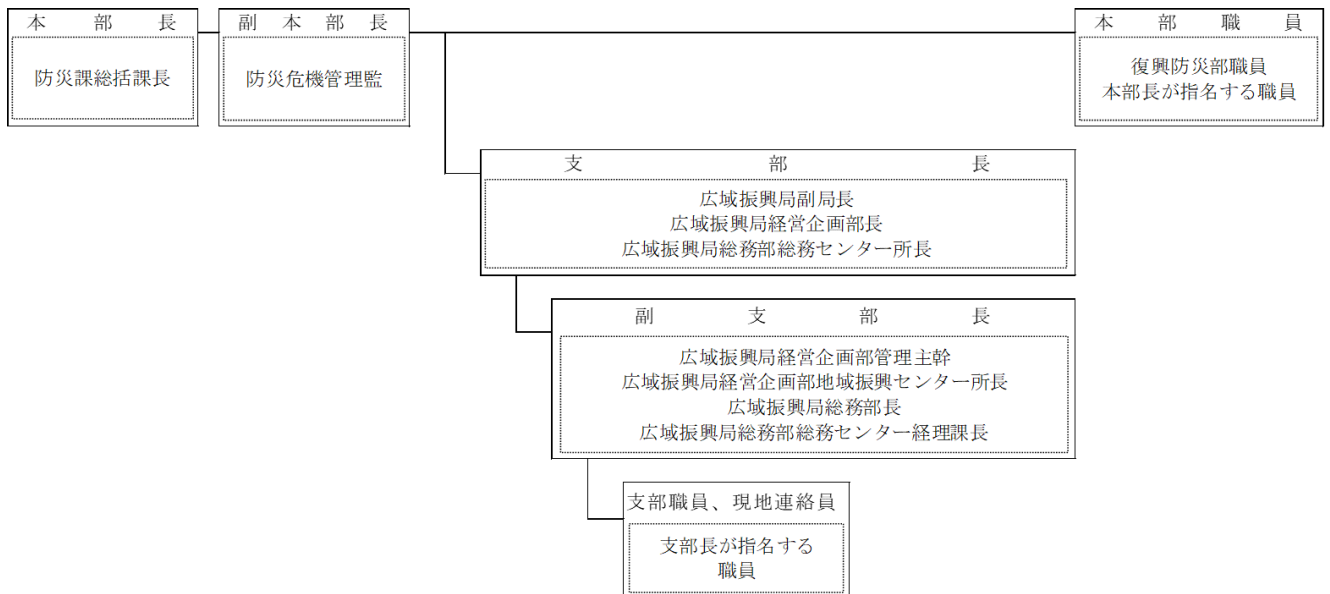 本部長
防災課総括課長
副本部長
防災危機管理監
本部職員
復興防災部職員
本部長が指名する職員
支部長
広域振興局副局長
広域振興局経営企画部長
広域振興局総務部総務センター所長
副支部長
広域振興局経営企画部管理主幹
広域振興局経営企画部地域振興センター所長
広域振興局総務部長
広域振興局総務部総務センター経理課長
支部職員、現地連絡員
支部長が指名する
職員